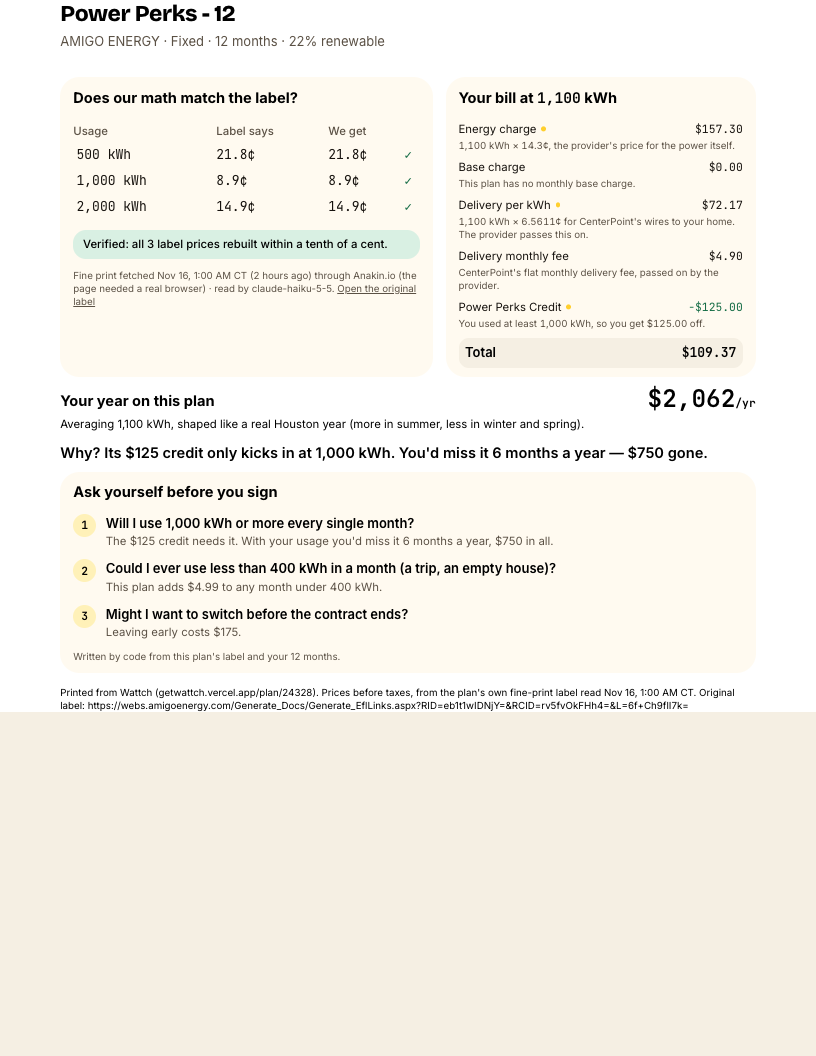 Power Perks - 12
AMIGO ENERGY · Fixed · 12 months · 22% renewable
Does our math match the label?
Usage Label says We get
500 kWh 21.8¢ 21.8¢ ✓
1,000 kWh 8.9¢ 8.9¢ ✓
2,000 kWh 14.9¢ 14.9¢ ✓
Verified: all 3 label prices rebuilt within a tenth of a cent.
Fine print fetched Nov 16, 1:00 AM CT (2 hours ago) through Anakin.io (the
page needed a real browser) · read by claude-haiku-5-5. Open the original
label
Your bill at 1,100 kWh
Energy charge $157.30
1,100 kWh × 14.3¢, the provider's price for the power itself.
Base charge $0.00
This plan has no monthly base charge.
Delivery per kWh $72.17
1,100 kWh × 6.5611¢ for CenterPoint's wires to your home.
The provider passes this on.
Delivery monthly fee $4.90
CenterPoint's flat monthly delivery fee, passed on by the
provider.
Power Perks Credit -$125.00
You used at least 1,000 kWh, so you get $125.00 off.
Total $109.37
Your year on this plan $2,062/yr
Averaging 1,100 kWh, shaped like a real Houston year (more in summer, less in winter and spring).
Why? Its $125 credit only kicks in at 1,000 kWh. You'd miss it 6 months a year — $750 gone.
Ask yourself before you sign
1 Will I use 1,000 kWh or more every single month?
The $125 credit needs it. With your usage you'd miss it 6 months a year, $750 in all.
2 Could I ever use less than 400 kWh in a month (a trip, an empty house)?
This plan adds $4.99 to any month under 400 kWh.
3 Might I want to switch before the contract ends?
Leaving early costs $175.
Written by code from this plan's label and your 12 months.
Printed from Wattch (getwattch.vercel.app/plan/24328). Prices before taxes, from the plan's own fine-print label read Nov 16, 1:00 AM CT. Original
label: https://webs.amigoenergy.com/Generate_Docs/Generate_EflLinks.aspx?RID=eb1t1wIDNjY=&RCID=rv5fvOkFHh4=&L=6f+Ch9fIl7k=